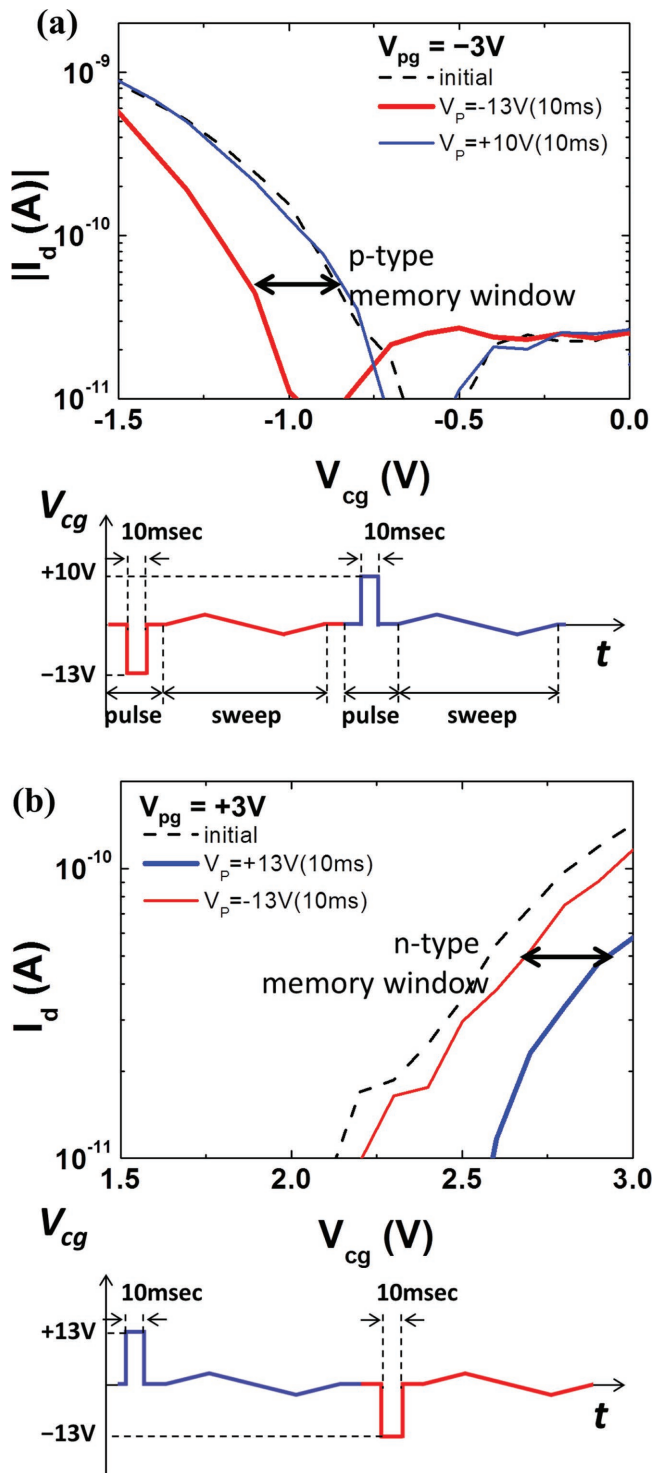 (a)
V_pg = −3V
initial
V_P=-13V(10ms)
V_P=+10V(10ms)
10^-9
10^-10
10^-11
|I_d (A)|
p-type
memory window
-1.5 -1.0 -0.5 0.0
V_cg (V)
V_cg
10msec 10msec
+10V
−13V
t
pulse sweep pulse sweep
(b)
V_pg = +3V
initial
V_P=+13V(10ms)
V_P=-13V(10ms)
10^-10
10^-11
I_d (A)
n-type
memory window
1.5 2.0 2.5 3.0
V_cg (V)
V_cg
10msec 10msec
+13V
−13V
t